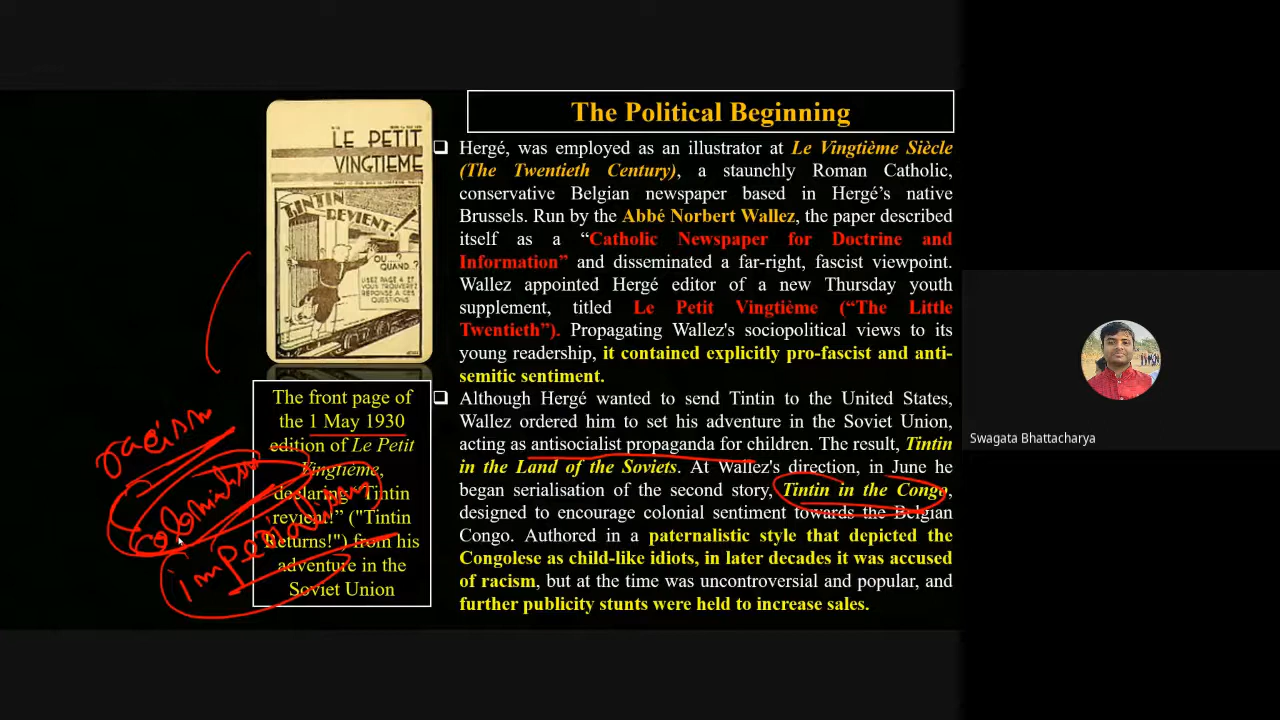 The Political Beginning
LE PETIT
VINGTIEME
TINTIN
REVIENT!
OU...?
QUAND...?
LISEZ PAGE 4 ET
VOUS TROUVEREZ
REPONSE A CES
QUESTIONS
Hergé, was employed as an illustrator at Le Vingtième Siècle
(The Twentieth Century), a staunchly Roman Catholic,
conservative Belgian newspaper based in Hergé's native
Brussels. Run by the Abbé Norbert Wallez, the paper described
itself as a “Catholic Newspaper for Doctrine and
Information” and disseminated a far-right, fascist viewpoint.
Wallez appointed Hergé editor of a new Thursday youth
supplement, titled Le Petit Vingtième (“The Little
Twentieth”). Propagating Wallez's sociopolitical views to its
young readership, it contained explicitly pro-fascist and anti-
semitic sentiment.
Although Hergé wanted to send Tintin to the United States,
Wallez ordered him to set his adventure in the Soviet Union,
acting as antisocialist propaganda for children. The result, Tintin
in the Land of the Soviets. At Wallez's direction, in June he
began serialisation of the second story, Tintin in the Congo,
designed to encourage colonial sentiment towards the Belgian
Congo. Authored in a paternalistic style that depicted the
Congolese as child-like idiots, in later decades it was accused
of racism, but at the time was uncontroversial and popular, and
further publicity stunts were held to increase sales.
The front page of
the 1 May 1930
edition of Le Petit
Vingtième,
declaring “Tintin
revient!” ("Tintin
Returns!") from his
adventure in the
Soviet Union
racism
colonialism
imperialism
Swagata Bhattacharya